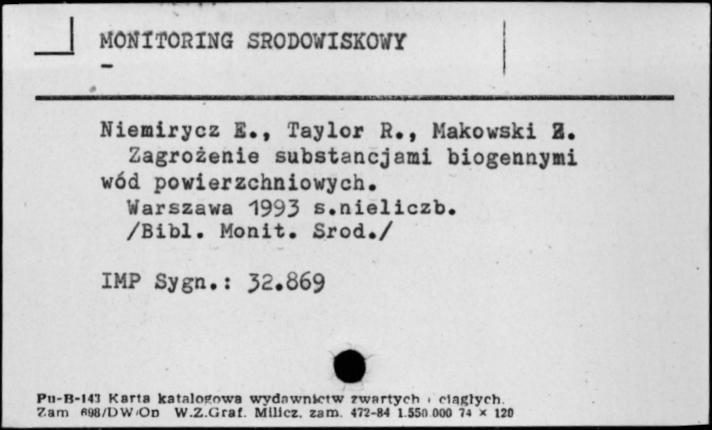 MONITORING SRODOWISKOWY
-
Niemirycz E., Taylor R., Makowski Z.
Zagrożenie substancjami biogennymi
wód powierzchniowych.
Warszawa 1993 s.nieliczb.
/Bibl. Monit. Srod./
IMP Sygn.: 32.869
Pu-B-143 Karta katalogowa wydawnictw zwartych i ciągłych.
Zam 698/DW/On W.Z.Graf. Milicz, zam. 472-84 1.550.000 74 × 120